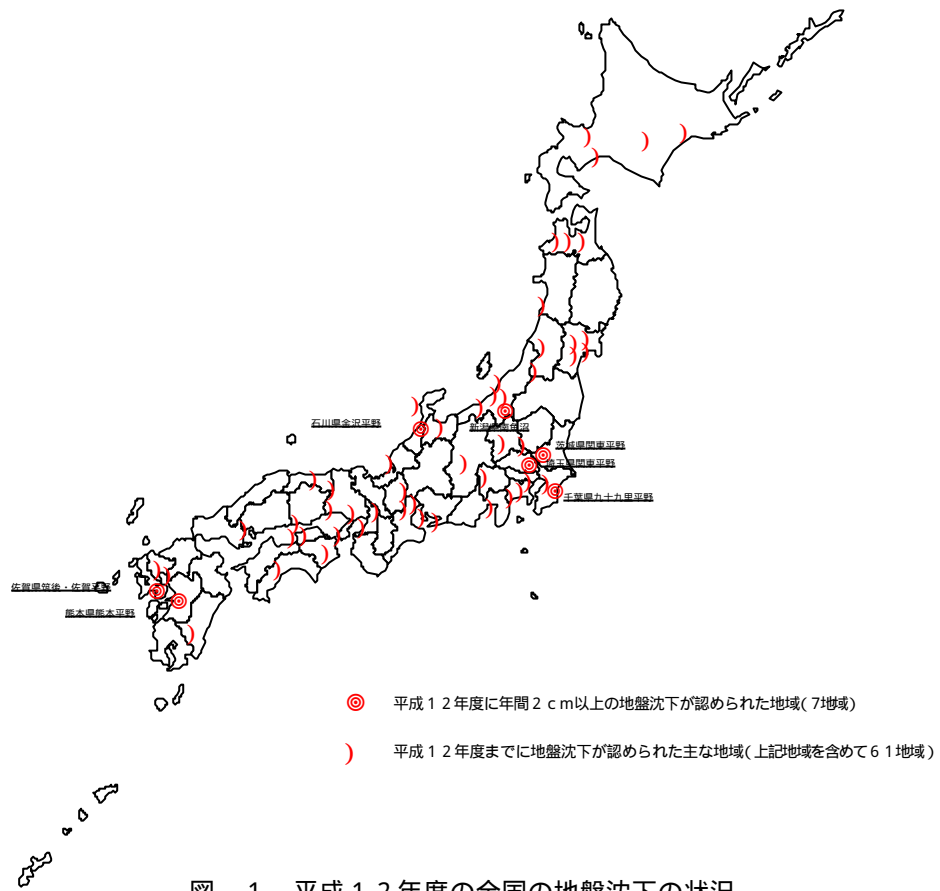 石川県金沢平野
新潟県南魚沼
茨城県関東平野
埼玉県関東平野
千葉県九十九里平野
佐賀県筑後・佐賀平野
熊本県熊本平野
平成12年度に年間2cm以上の地盤沈下が認められた地域(7地域)
平成12年度までに地盤沈下が認められた主な地域(上記地域を含めて61地域)
図-1 平成12年度の全国の地盤沈下の状況